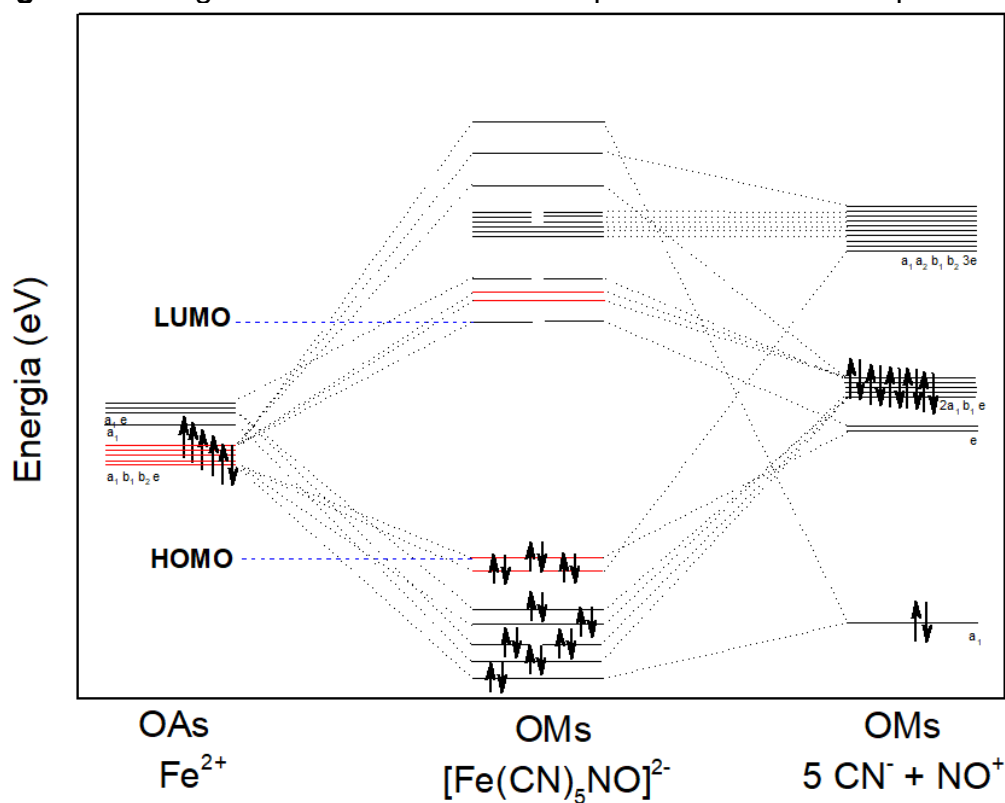 LUMO
HOMO
Energia (eV)
a₁ e
a₁
a₁ b₁ b₂ e
a₁ a₂ b₁ b₂ 3e
2a₁ b₁ e
e
a₁
OAs
Fe²⁺
OMs
[Fe(CN)₅NO]²⁻
OMs
5 CN⁻ + NO⁺